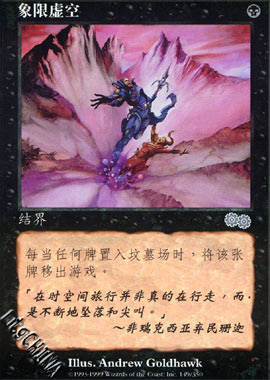 象限虚空
结界
每当任何牌置入坟墓场时，将该张
牌移出游戏。
「在时空间旅行并非真的在行走，而
是不断地坠落和尖叫」
～非瑞克西亚弃民珊迩
Illus. Andrew Goldhawk